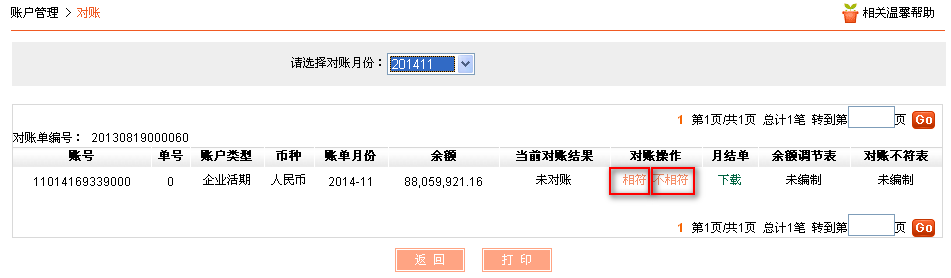 账户管理 > 对账 相关温馨帮助
请选择对账月份： 201411
1 第1页/共1页 总计1笔 转到第 页 Go
对账单编号： 20130819000060
账号 单号 账户类型 币种 账单月份 余额 当前对账结果 对账操作 月结单 余额调节表 对账不符表
11014169339000 0 企业活期 人民币 2014-11 88,059,921.16 未对账 相符 不相符 下载 未编制 未编制
1 第1页/共1页 总计1笔 转到第 页 Go
返 回 打 印